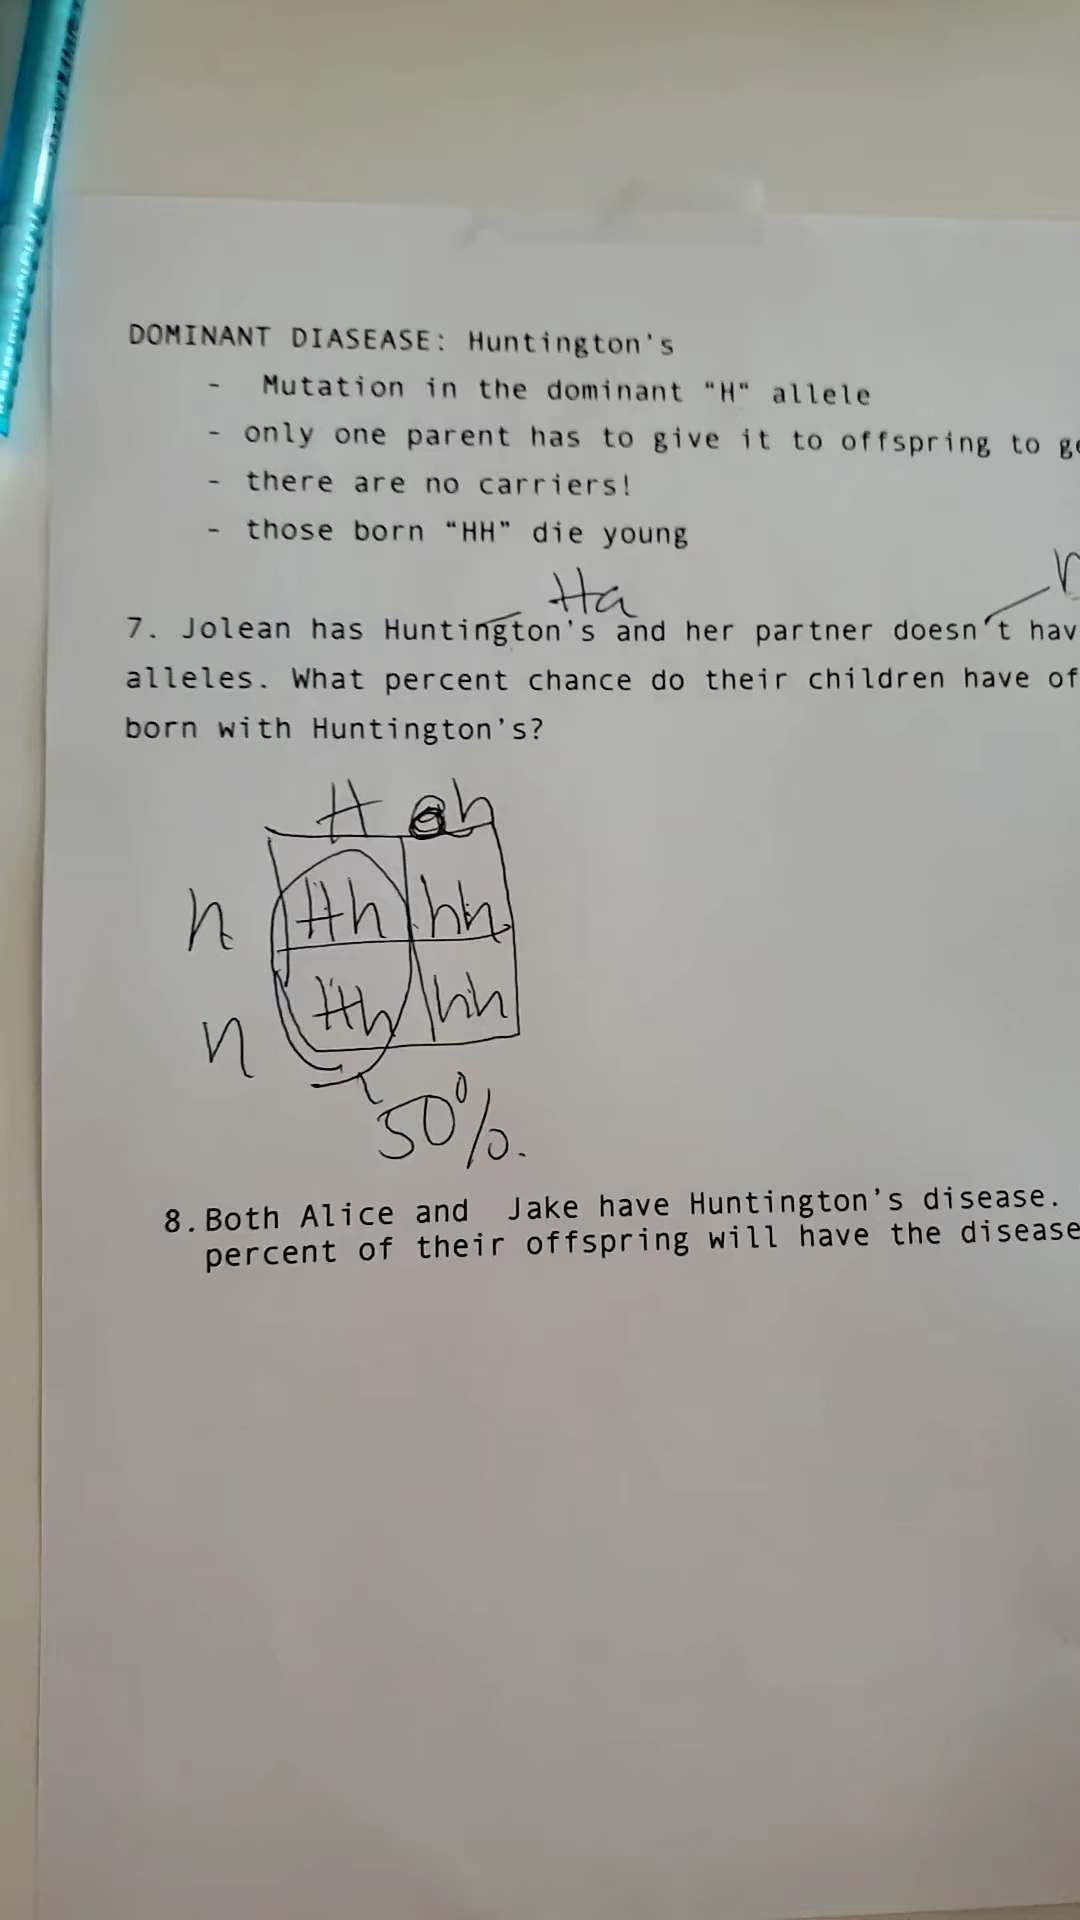 DOMINANT DIASEASE: Huntington's
- Mutation in the dominant "H" allele
- only one parent has to give it to offspring to
- there are no carriers!
- those born "HH" die young
Ha
7. Jolean has Huntington's and her partner doesn't hav
alleles. What percent chance do their children have of
born with Huntington's?
H h
h Hh hh
h Hh hh
50%.
8. Both Alice and Jake have Huntington's disease.
percent of their offspring will have the disease